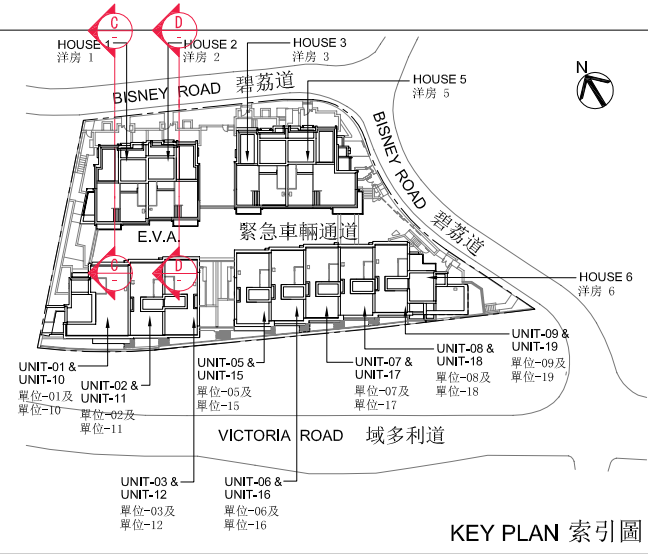 C
-
D
-
HOUSE 1
洋房 1
HOUSE 2
洋房 2
HOUSE 3
洋房 3
HOUSE 5
洋房 5
N
BISNEY ROAD 碧荔道
BISNEY ROAD 碧荔道
E.V.A.
緊急車輛通道
C
-
D
-
HOUSE 6
洋房 6
UNIT-01 &
UNIT-10
單位-01及
單位-10
UNIT-02 &
UNIT-11
單位-02及
單位-11
UNIT-05 &
UNIT-15
單位-05及
單位-15
UNIT-07 &
UNIT-17
單位-07及
單位-17
UNIT-08 &
UNIT-18
單位-08及
單位-18
UNIT-09 &
UNIT-19
單位-09及
單位-19
VICTORIA ROAD 域多利道
UNIT-03 &
UNIT-12
單位-03及
單位-12
UNIT-06 &
UNIT-16
單位-06及
單位-16
KEY PLAN 索引圖